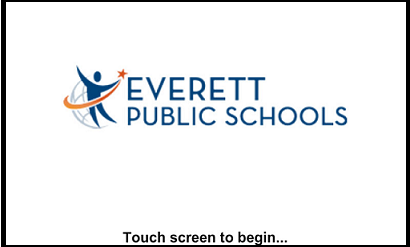 EVERETT
PUBLIC SCHOOLS
Touch screen to begin...